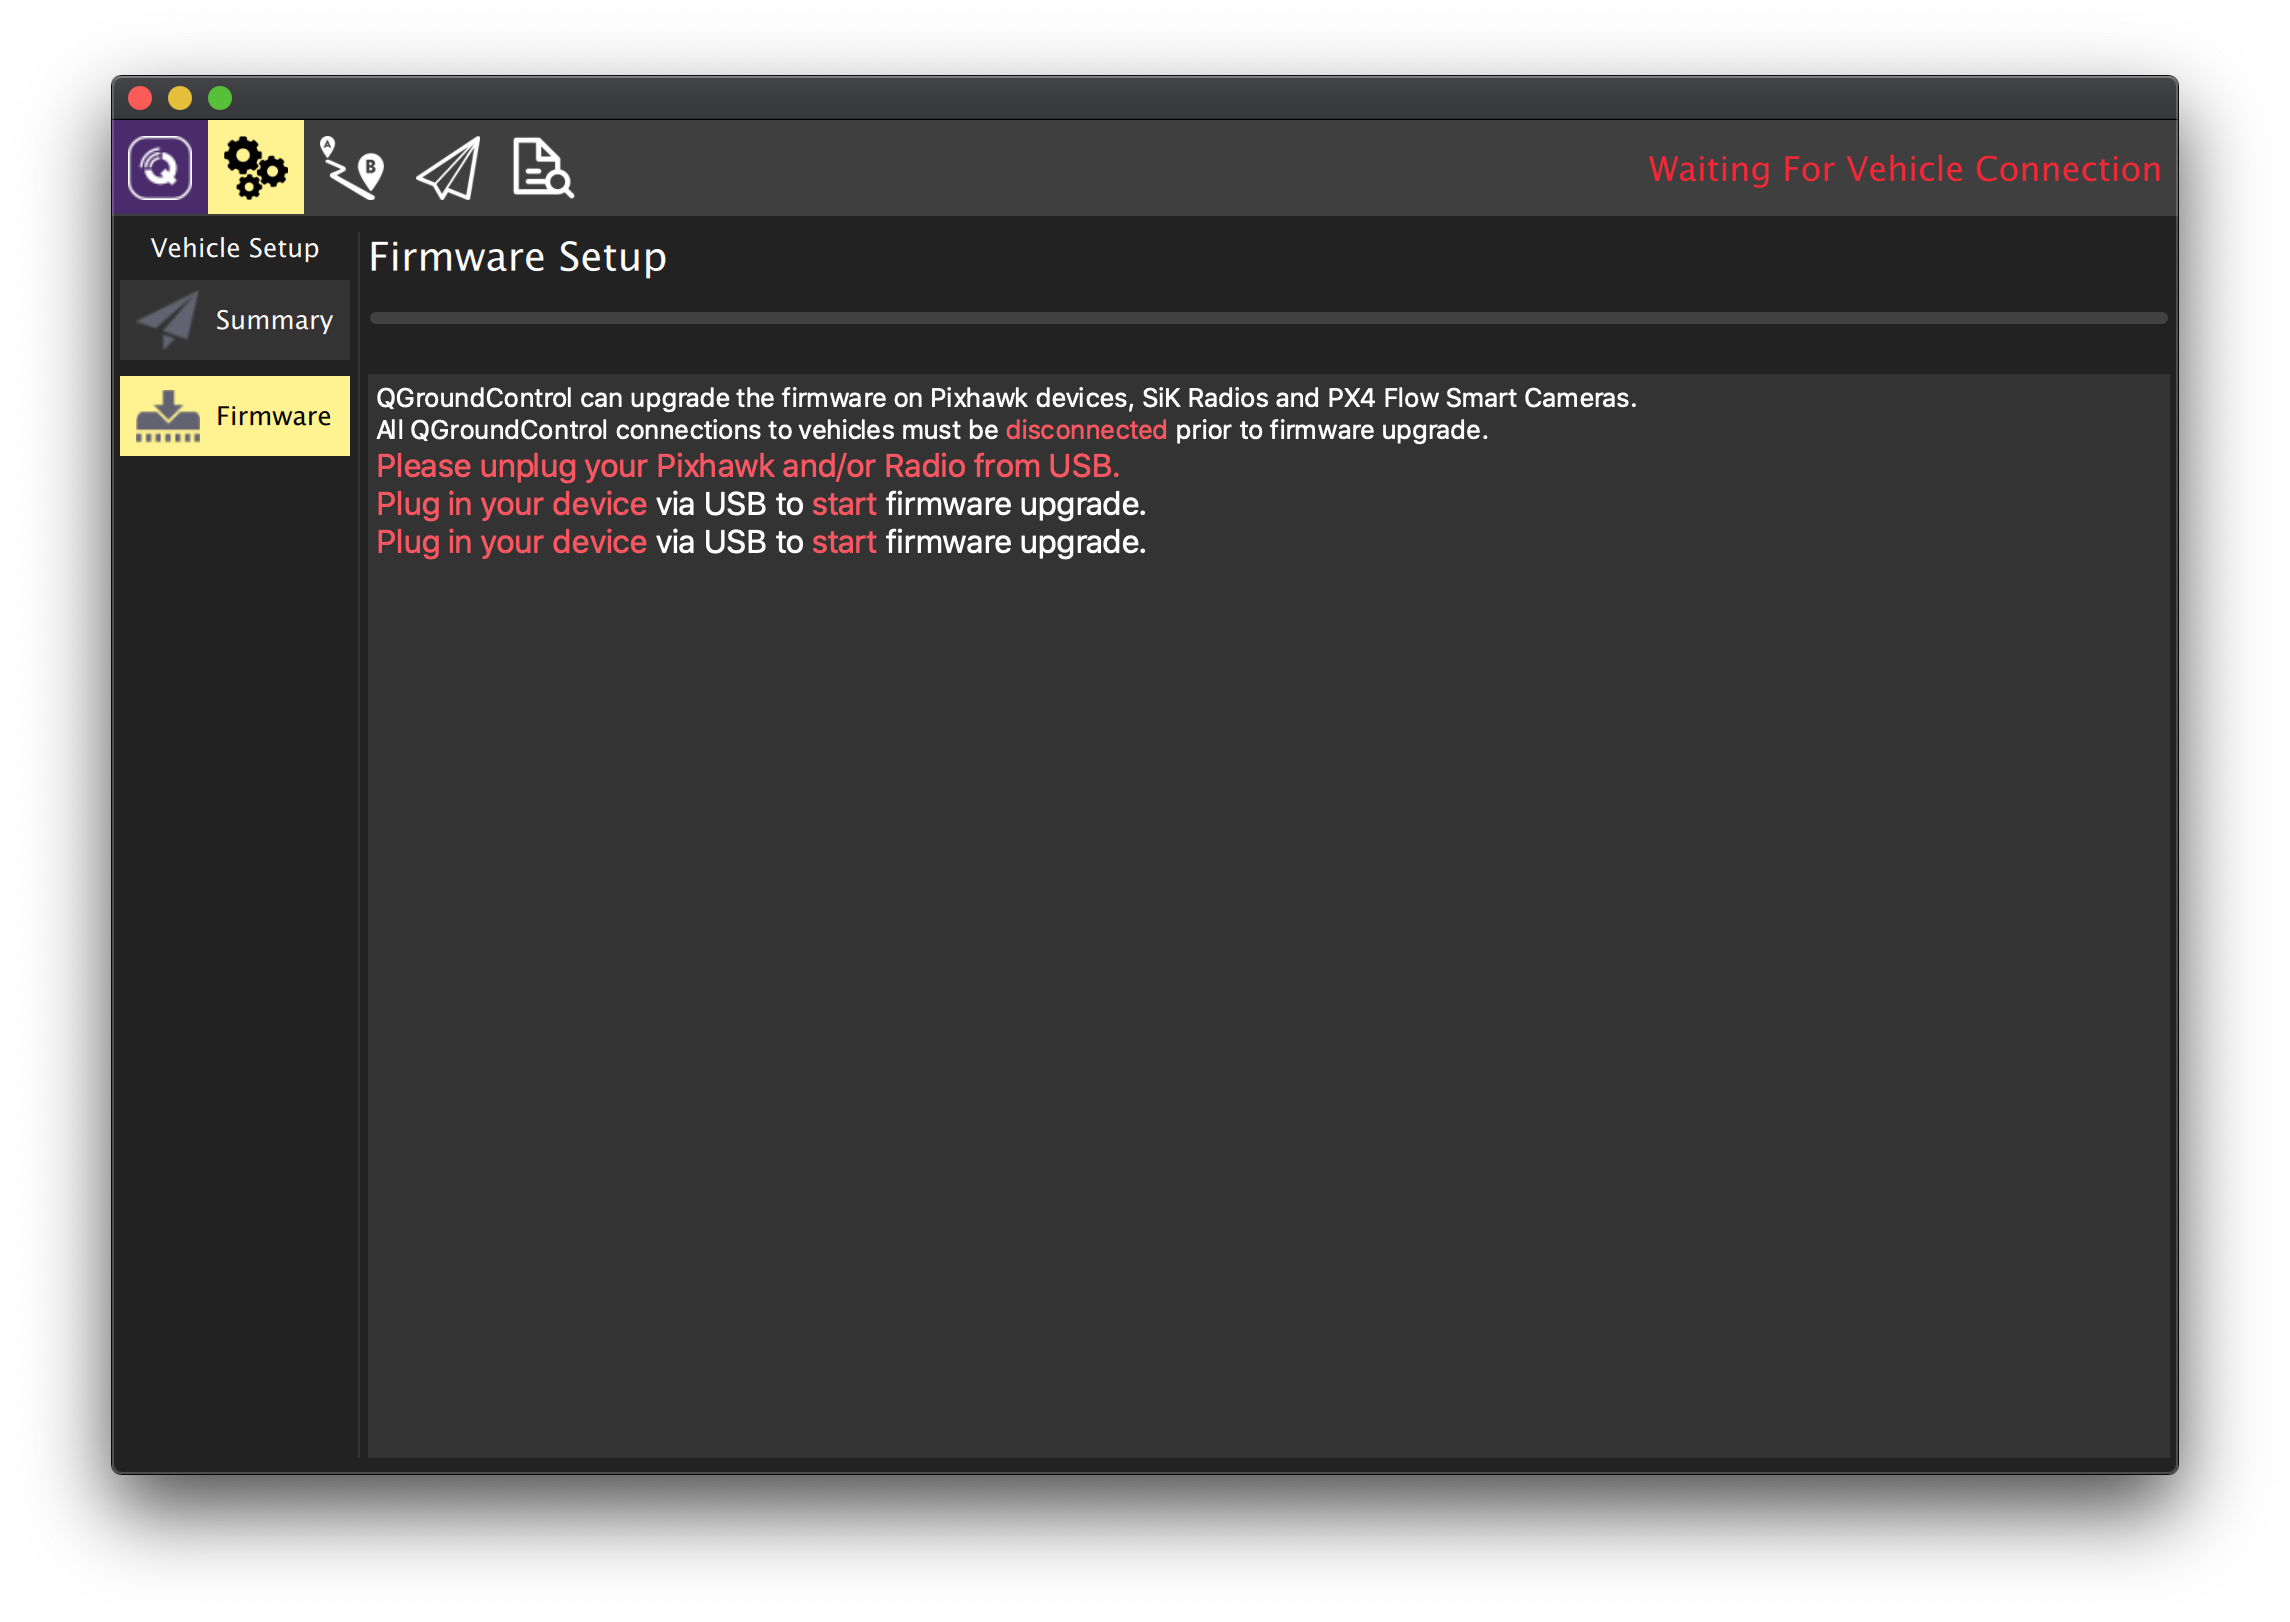 Waiting For Vehicle Connection
Vehicle Setup
Summary
Firmware
Firmware Setup
QGroundControl can upgrade the firmware on Pixhawk devices, SiK Radios and PX4 Flow Smart Cameras.
All QGroundControl connections to vehicles must be disconnected prior to firmware upgrade.
Please unplug your Pixhawk and/or Radio from USB.
Plug in your device via USB to start firmware upgrade.
Plug in your device via USB to start firmware upgrade.
Q
A
B